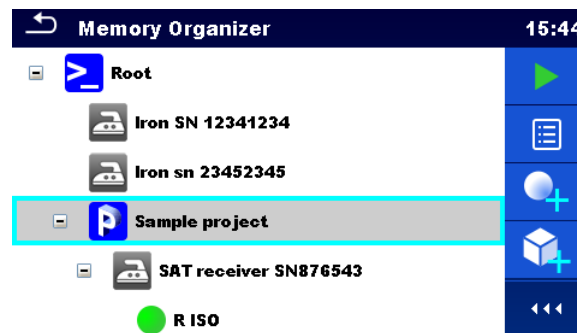 Memory Organizer 15:44
Root
Iron SN 12341234
Iron sn 23452345
Sample project
SAT receiver SN876543
R ISO